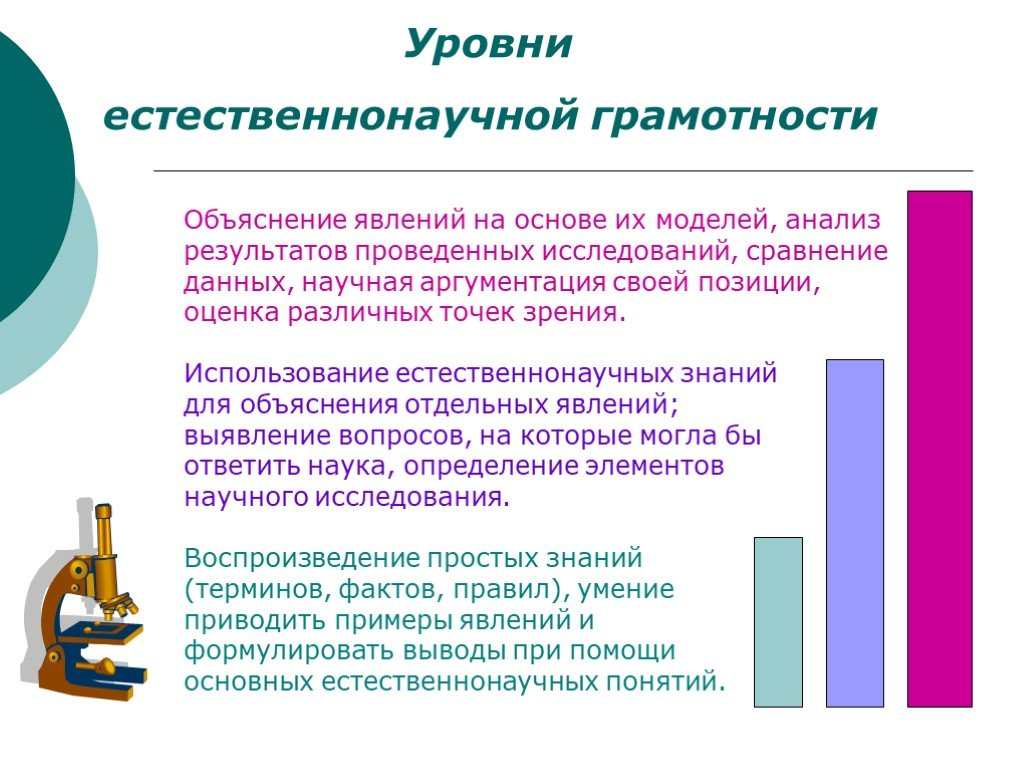 Уровни
естественнонаучной грамотности
Объяснение явлений на основе их моделей, анализ
результатов проведенных исследований, сравнение
данных, научная аргументация своей позиции,
оценка различных точек зрения.
Использование естественнонаучных знаний
для объяснения отдельных явлений;
выявление вопросов, на которые могла бы
ответить наука, определение элементов
научного исследования.
Воспроизведение простых знаний
(терминов, фактов, правил), умение
приводить примеры явлений и
формулировать выводы при помощи
основных естественнонаучных понятий.